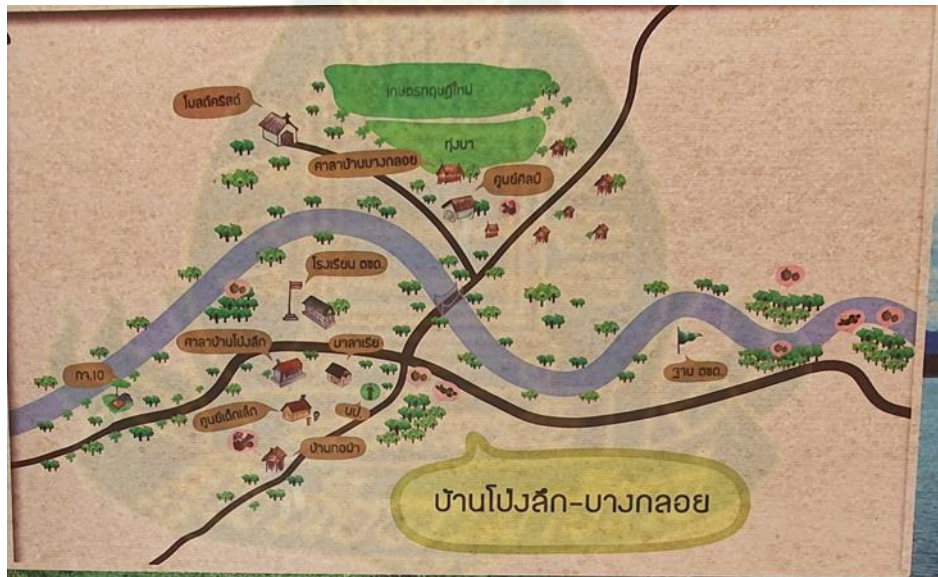 เกษตรทฤษฎีใหม่
โบสถ์คริสต์
ทุ่งนา
ศาลาบ้านบางกลอย
ศูนย์ศิลป์
โรงเรียน ตชด.
ศาลาบ้านโป่งลึก
มาลาเรีย
กจ.10
ฐาน ตชด.
ศูนย์เด็กเล็ก
นป.
บ้านทอผ้า
บ้านโป่งลึก-บางกลอย